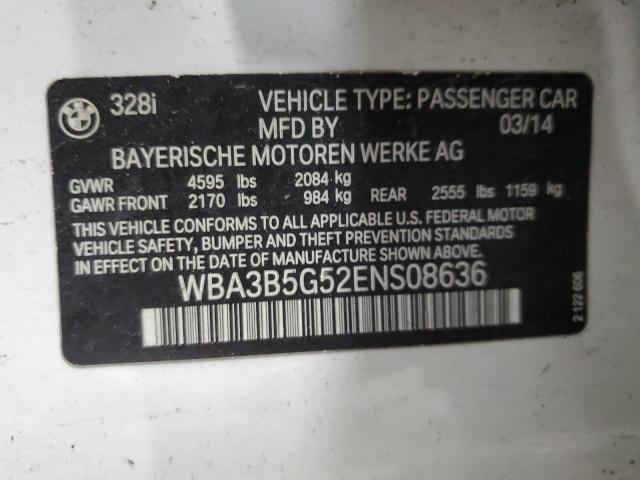 BMW 328i VEHICLE TYPE: PASSENGER CAR
MFD BY 03/14
BAYERISCHE MOTOREN WERKE AG
GVWR 4595 lbs 2084 kg
GAWR FRONT 2170 lbs 984 kg REAR 2555 lbs 1159 kg
THIS VEHICLE CONFORMS TO ALL APPLICABLE U.S. FEDERAL MOTOR
VEHICLE SAFETY, BUMPER AND THEFT PREVENTION STANDARDS
IN EFFECT ON THE DATE OF MANUFACTURE SHOWN ABOVE.
WBA3B5G52ENS08636
2 122 606